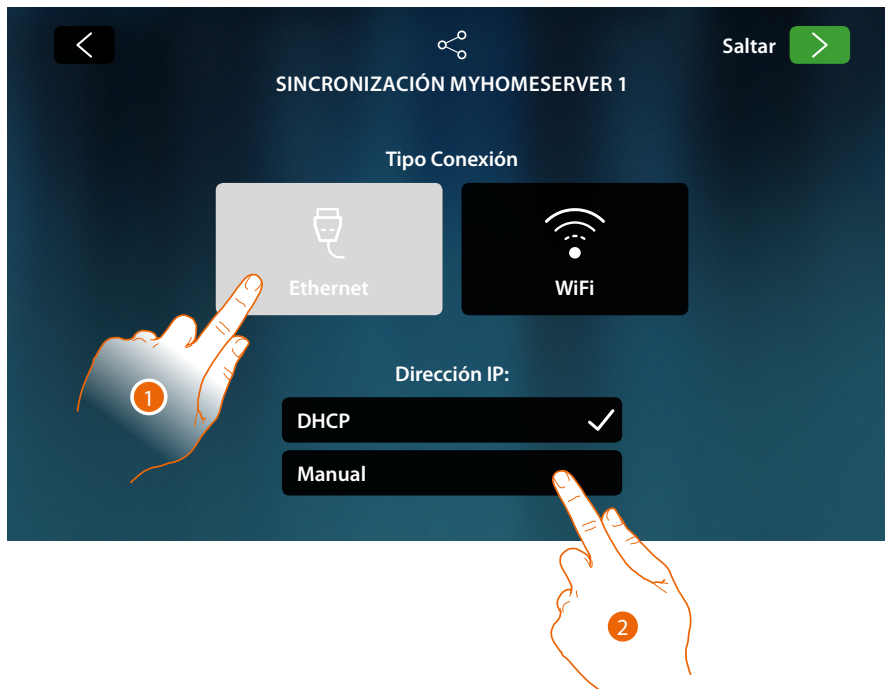 Saltar
SINCRONIZACIÓN MYHOMESERVER 1
Tipo Conexión
Ethernet
WiFi
1
Dirección IP:
DHCP
Manual
2